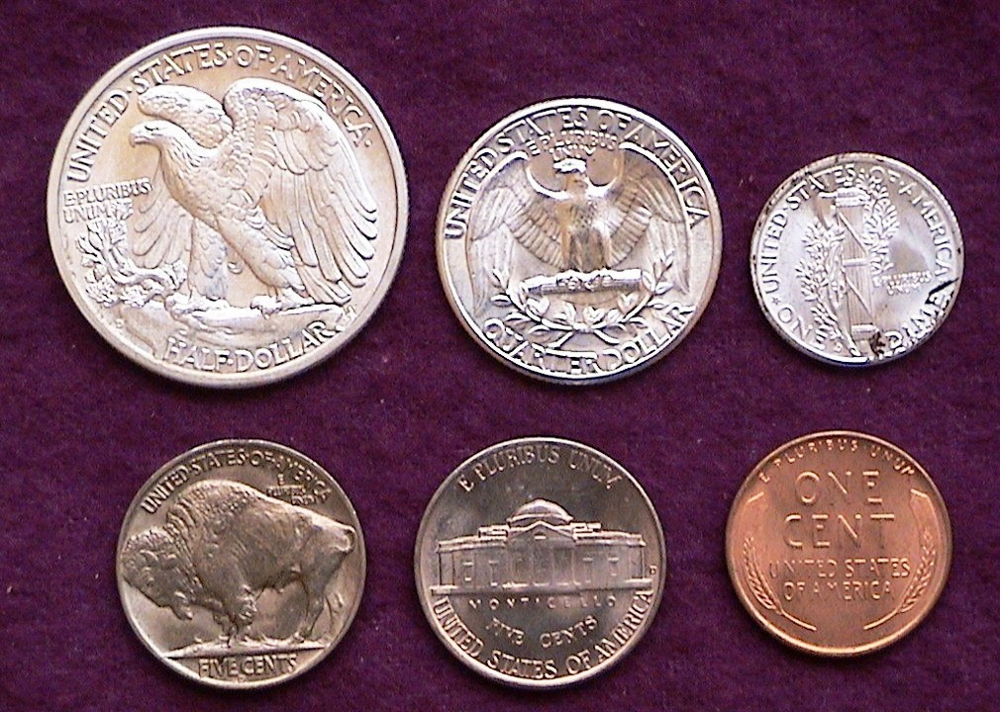 UNITED·STATES·OF·AMERICA·
E·PLURIBUS
UNUM
HALF·DOLLAR
UNITED STATES OF AMERICA
E PLURIBUS
UNUM
QUARTER DOLLAR
UNITED·STATES·OF·AMERICA
E·PLURIBUS
UNUM
ONE DIME
UNITED·STATES·OF·AMERICA
E
PLURIBUS
UNUM
FIVE CENTS
E PLURIBUS UNUM
MONTICELLO
FIVE CENTS
UNITED STATES OF AMERICA
E PLURIBUS UNUM
ONE
CENT
UNITED STATES
OF AMERICA